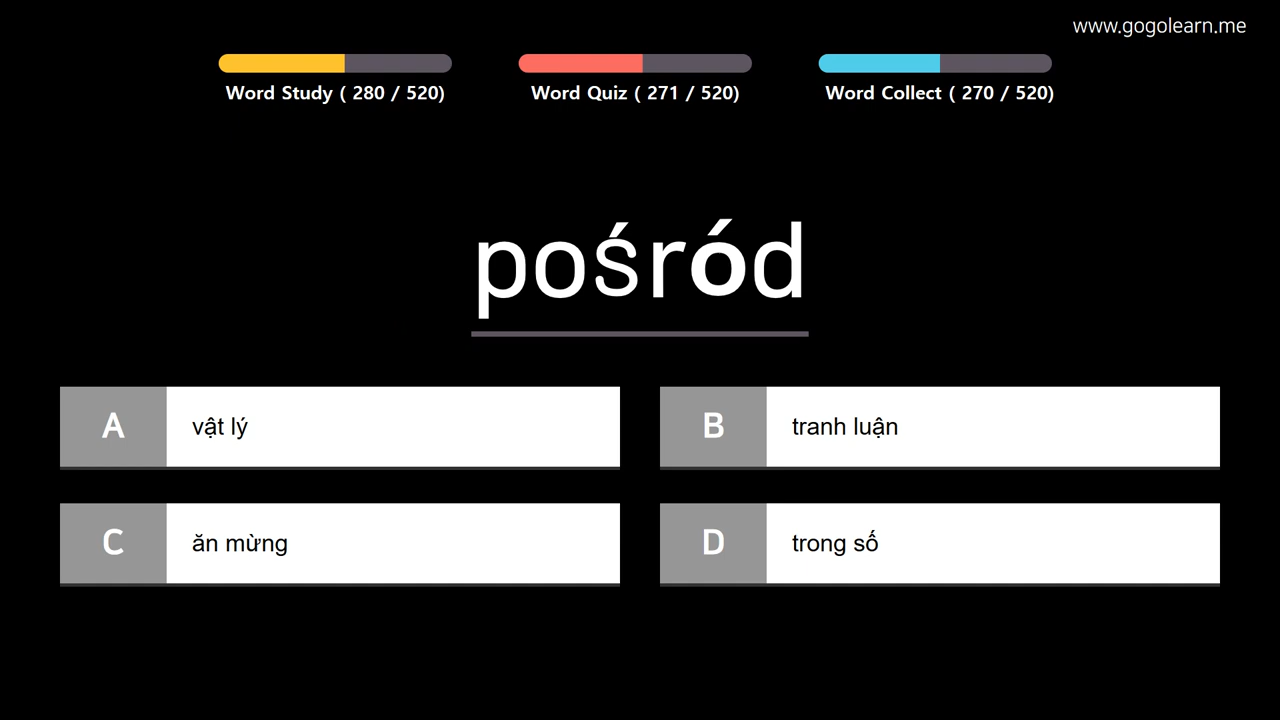 www.gogolearn.me
Word Study ( 280 / 520)
Word Quiz ( 271 / 520)
Word Collect ( 270 / 520)
pośród
A vật lý
B tranh luận
C ăn mừng
D trong số